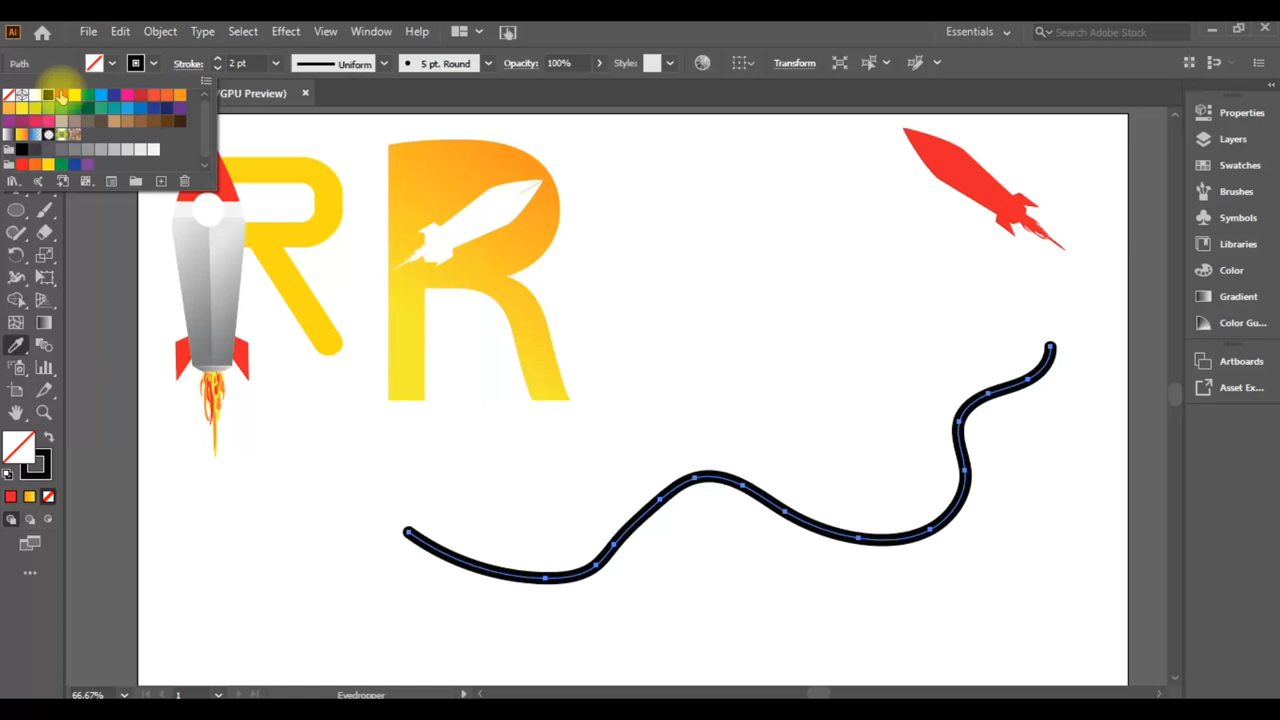 Ai File Edit Object Type Select Effect View Window Help Essentials Search Adobe Stock
Path Stroke: 2 pt Uniform 5 pt. Round Opacity: 100% Style: Transform
/GPU Preview) ×
R R
Properties
Layers
Swatches
Brushes
Symbols
Libraries
Color
Gradient
Color Gu...
Artboards
Asset Ex...
66.67% 1 Eyedropper